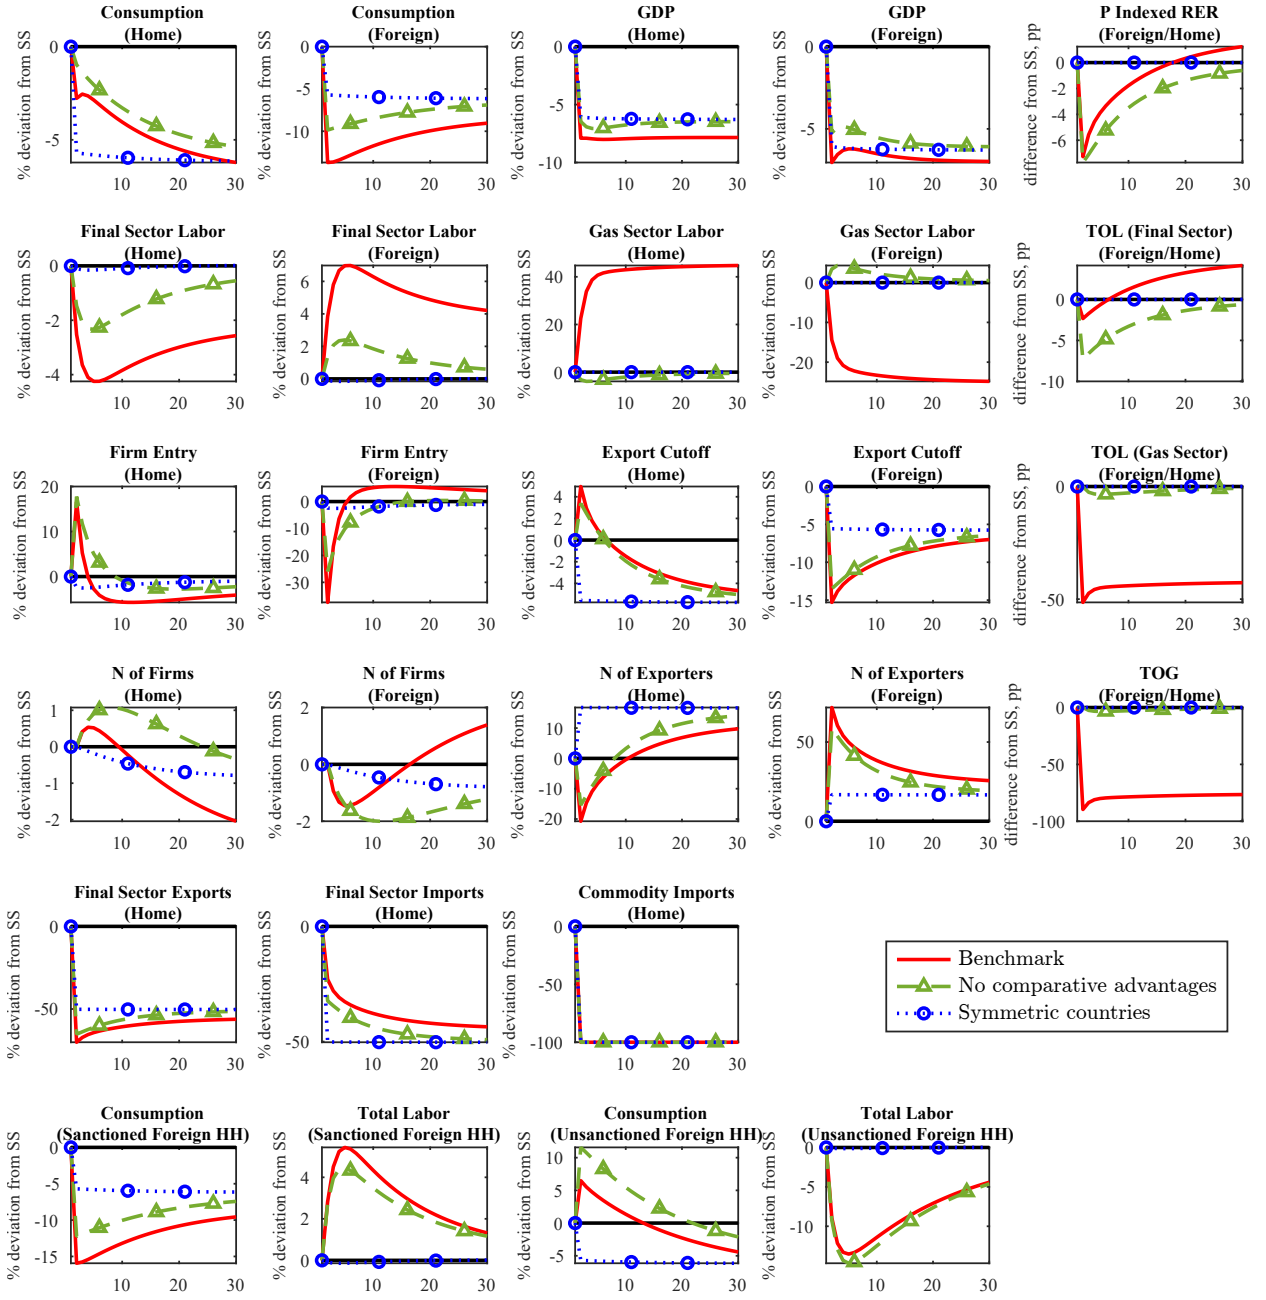 Consumption
(Home)
% deviation from SS
0
-5
10
20
30
Consumption
(Foreign)
% deviation from SS
0
-5
-10
10
20
30
GDP
(Home)
% deviation from SS
0
-5
-10
10
20
30
GDP
(Foreign)
% deviation from SS
0
-5
10
20
30
P Indexed RER
(Foreign/Home)
difference from SS, pp
0
-2
-4
-6
10
20
30
Final Sector Labor
(Home)
% deviation from SS
0
-2
-4
10
20
30
Final Sector Labor
(Foreign)
% deviation from SS
6
4
2
0
10
20
30
Gas Sector Labor
(Home)
% deviation from SS
40
20
0
10
20
30
Gas Sector Labor
(Foreign)
% deviation from SS
0
-10
-20
10
20
30
TOL (Final Sector)
(Foreign/Home)
difference from SS, pp
0
-5
-10
10
20
30
Firm Entry
(Home)
% deviation from SS
20
10
0
10
20
30
Firm Entry
(Foreign)
% deviation from SS
0
-10
-20
-30
10
20
30
Export Cutoff
(Home)
% deviation from SS
4
2
0
-2
-4
10
20
30
Export Cutoff
(Foreign)
% deviation from SS
0
-5
-10
-15
10
20
30
TOL (Gas Sector)
(Foreign/Home)
difference from SS, pp
0
-50
10
20
30
N of Firms
(Home)
% deviation from SS
1
0
-1
-2
10
20
30
N of Firms
(Foreign)
% deviation from SS
2
0
-2
10
20
30
N of Exporters
(Home)
% deviation from SS
10
0
-10
-20
10
20
30
N of Exporters
(Foreign)
% deviation from SS
50
0
10
20
30
TOG
(Foreign/Home)
difference from SS, pp
0
-50
-100
10
20
30
Final Sector Exports
(Home)
% deviation from SS
0
-50
10
20
30
Final Sector Imports
(Home)
% deviation from SS
0
-50
10
20
30
Commodity Imports
(Home)
% deviation from SS
0
-50
-100
10
20
30
Benchmark
No comparative advantages
Symmetric countries
Consumption
(Sanctioned Foreign HH)
% deviation from SS
0
-5
-10
-15
10
20
30
Total Labor
(Sanctioned Foreign HH)
% deviation from SS
4
2
0
10
20
30
Consumption
(Unsanctioned Foreign HH)
% deviation from SS
10
5
0
-5
10
20
30
Total Labor
(Unsanctioned Foreign HH)
% deviation from SS
0
-5
-10
10
20
30